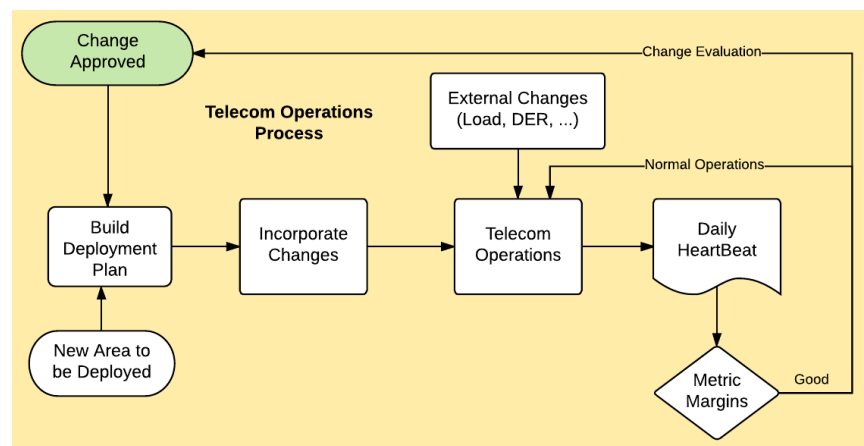 Change
Approved
Change Evaluation
Telecom Operations
Process
External Changes
(Load, DER, ...)
Normal Operations
Build
Deployment
Plan
Incorporate
Changes
Telecom
Operations
Daily
HeartBeat
New Area to
be Deployed
Metric
Margins
Good